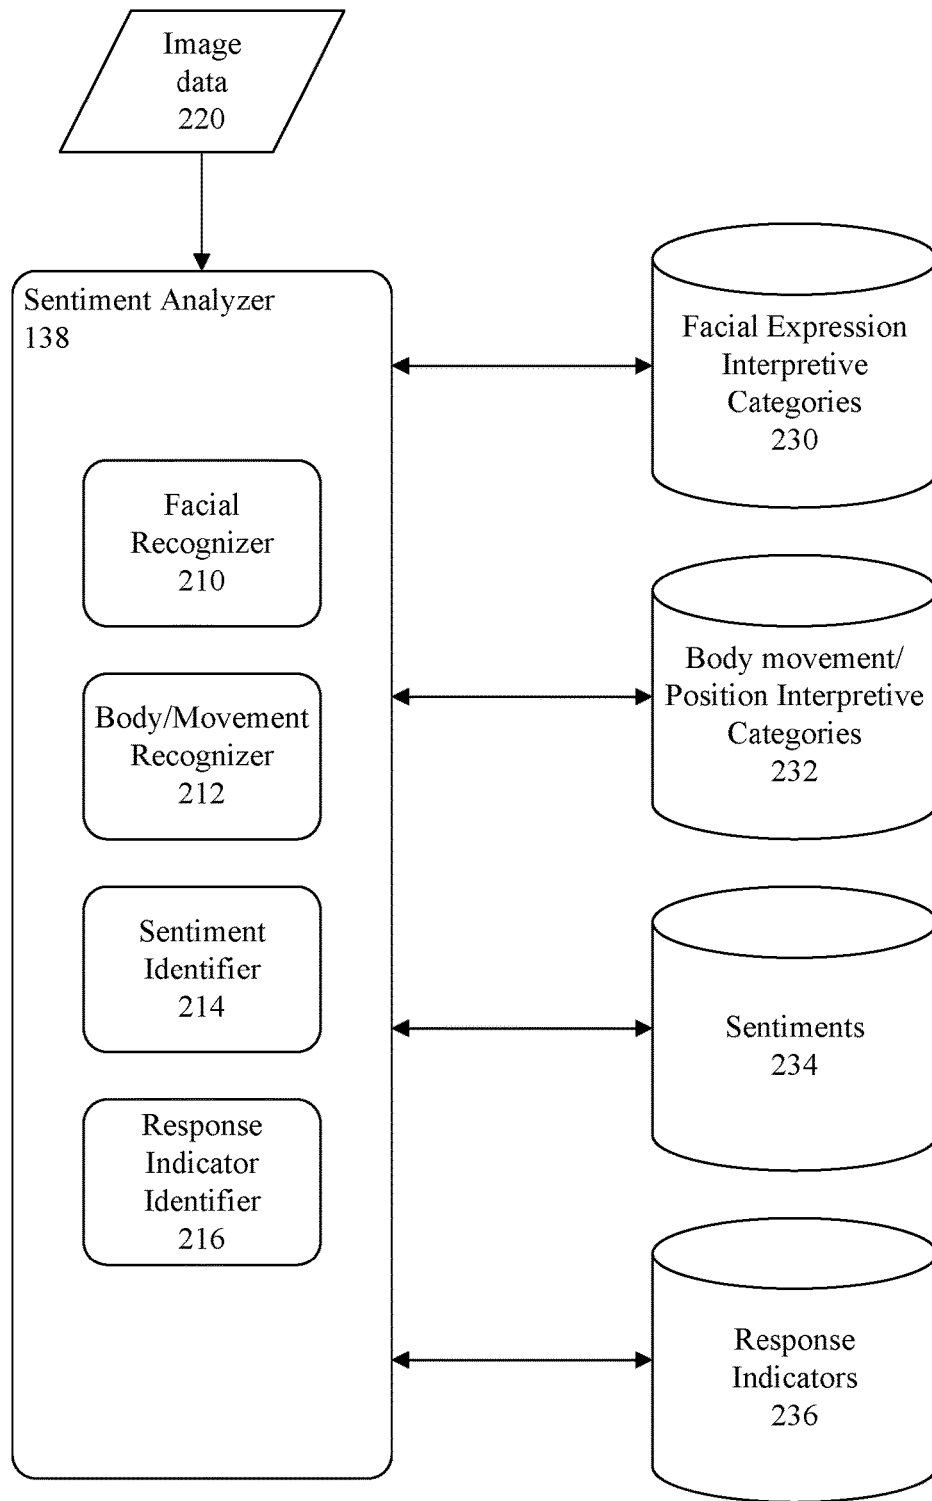 Image
data
220
Sentiment Analyzer
138
Facial
Recognizer
210
Body/Movement
Recognizer
212
Sentiment
Identifier
214
Response
Indicator
Identifier
216
Facial Expression
Interpretive
Categories
230
Body movement/
Position Interpretive
Categories
232
Sentiments
234
Response
Indicators
236